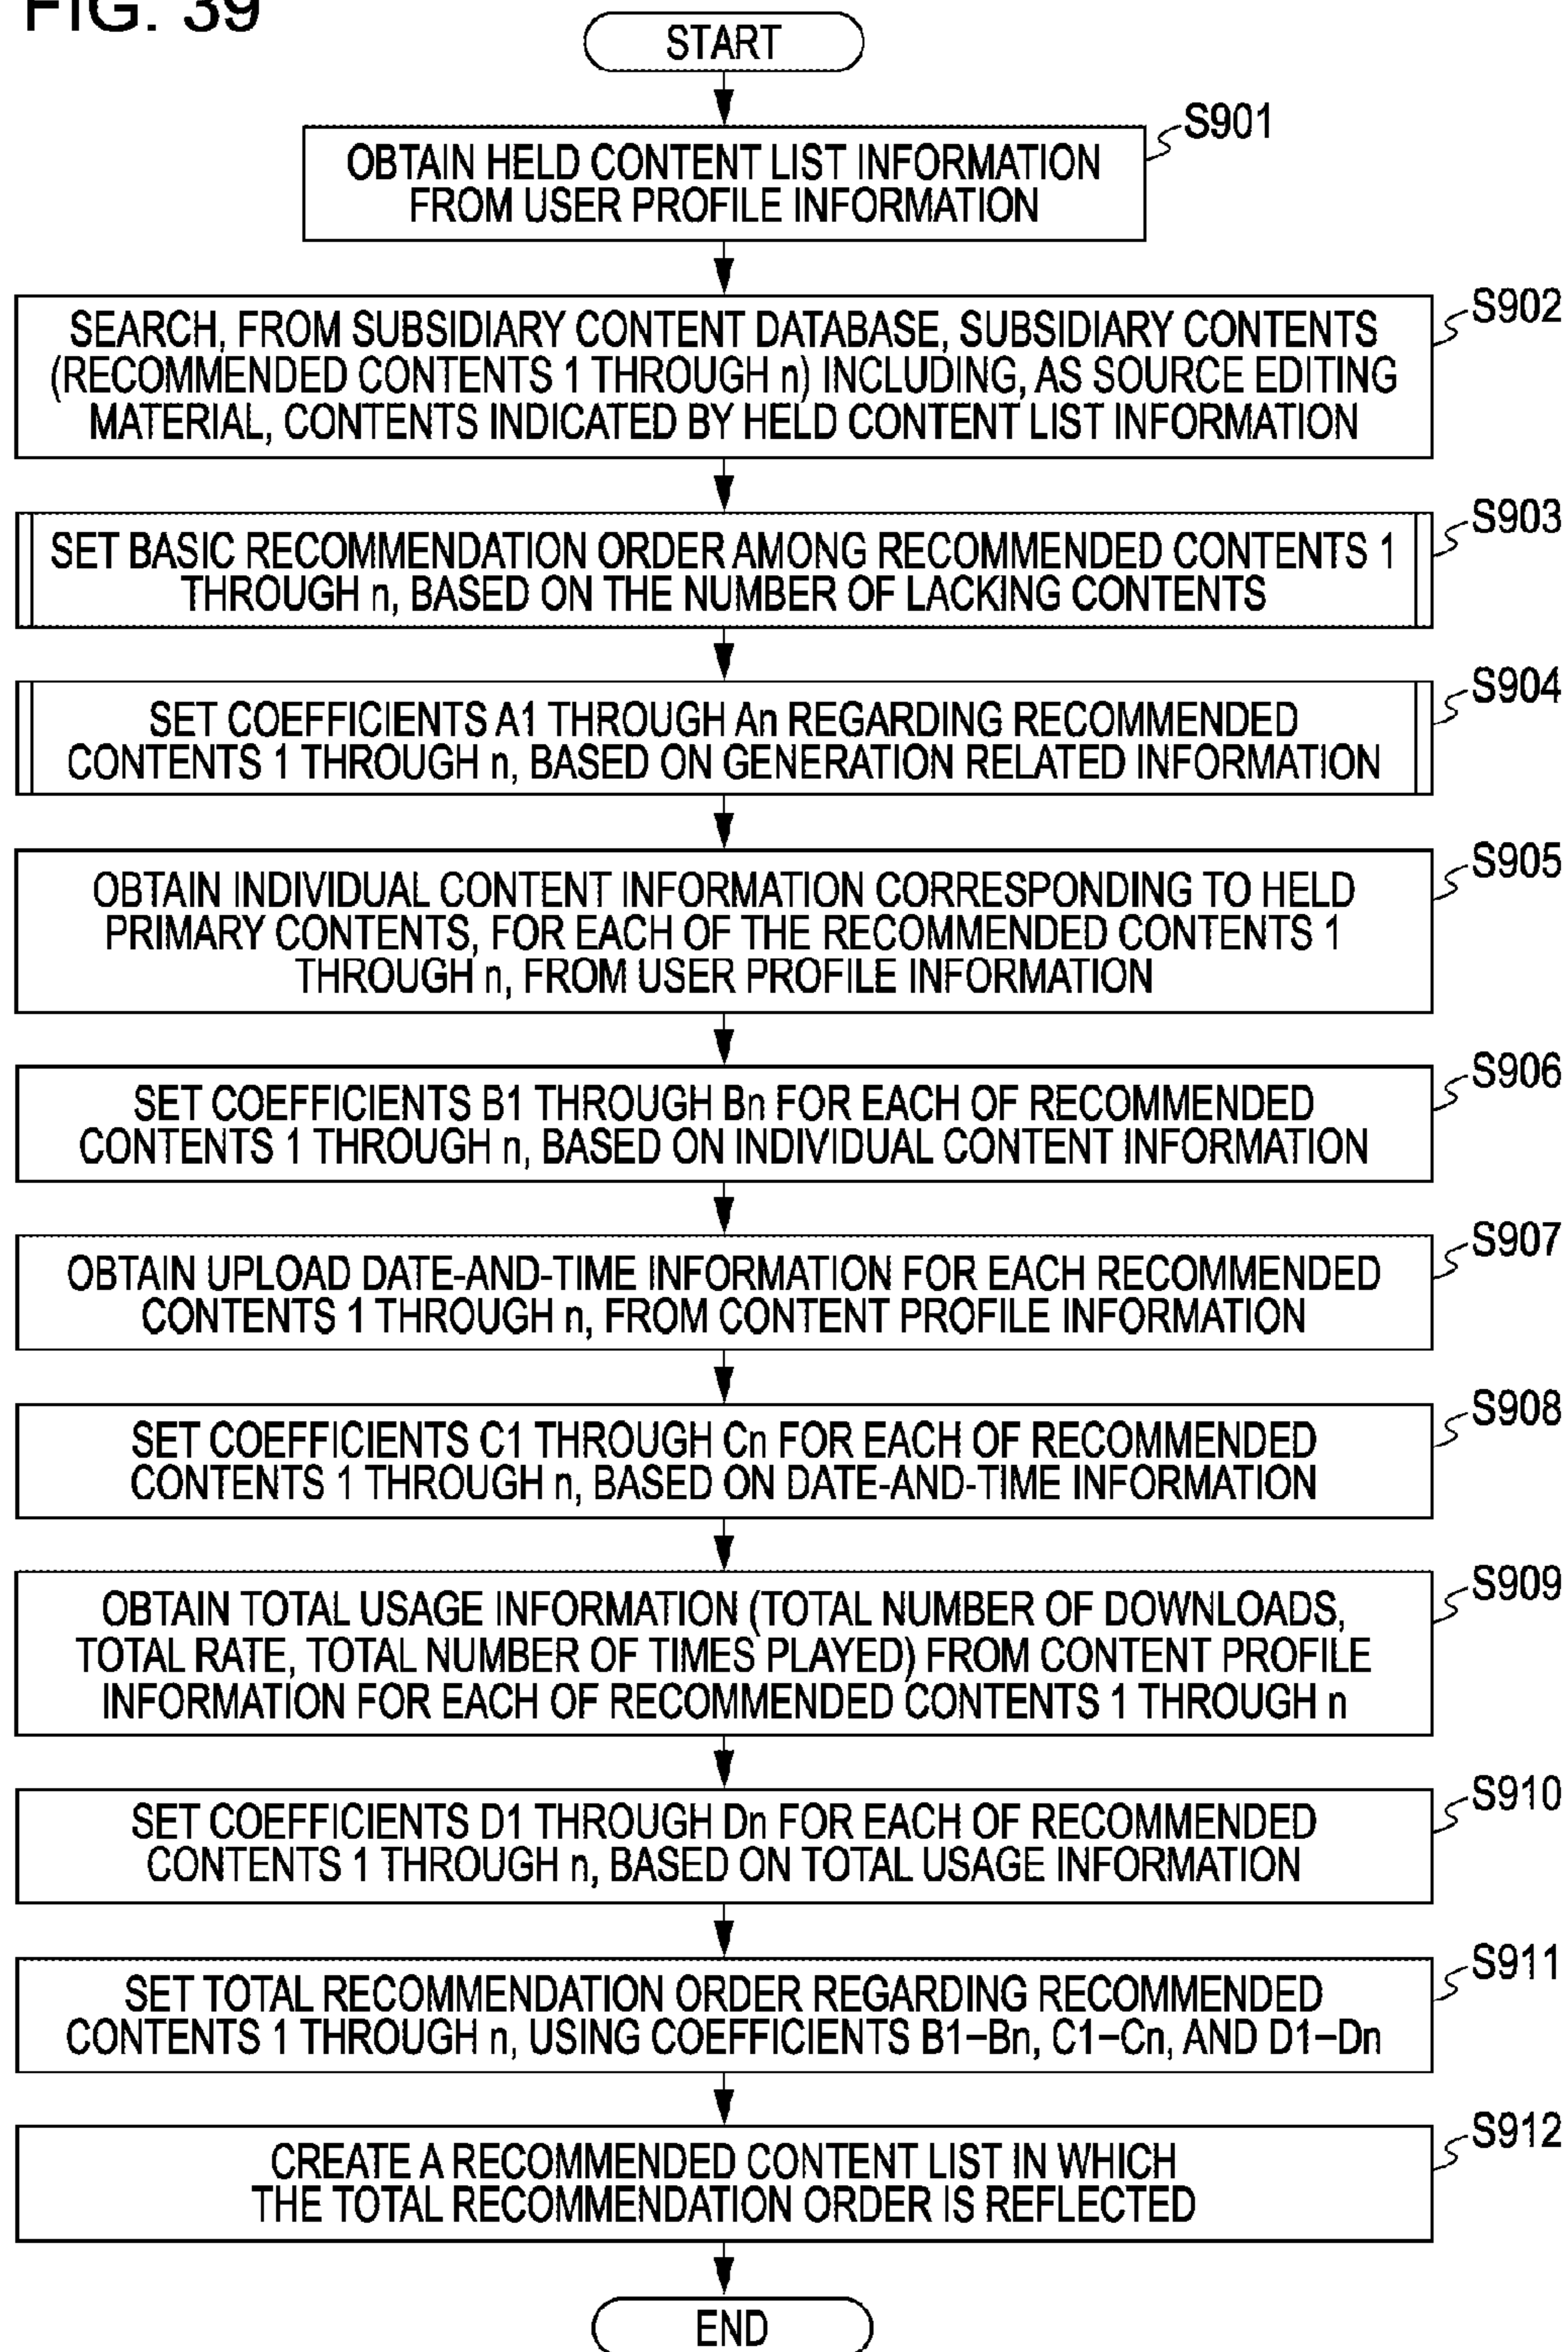 FIG. 39
START
S901
OBTAIN HELD CONTENT LIST INFORMATION
FROM USER PROFILE INFORMATION
S902
SEARCH, FROM SUBSIDIARY CONTENT DATABASE, SUBSIDIARY CONTENTS
(RECOMMENDED CONTENTS 1 THROUGH n) INCLUDING, AS SOURCE EDITING
MATERIAL, CONTENTS INDICATED BY HELD CONTENT LIST INFORMATION
S903
SET BASIC RECOMMENDATION ORDER AMONG RECOMMENDED CONTENTS 1
THROUGH n, BASED ON THE NUMBER OF LACKING CONTENTS
S904
SET COEFFICIENTS A1 THROUGH An REGARDING RECOMMENDED
CONTENTS 1 THROUGH n, BASED ON GENERATION RELATED INFORMATION
S905
OBTAIN INDIVIDUAL CONTENT INFORMATION CORRESPONDING TO HELD
PRIMARY CONTENTS, FOR EACH OF THE RECOMMENDED CONTENTS 1
THROUGH n, FROM USER PROFILE INFORMATION
S906
SET COEFFICIENTS B1 THROUGH Bn FOR EACH OF RECOMMENDED
CONTENTS 1 THROUGH n, BASED ON INDIVIDUAL CONTENT INFORMATION
S907
OBTAIN UPLOAD DATE-AND-TIME INFORMATION FOR EACH RECOMMENDED
CONTENTS 1 THROUGH n, FROM CONTENT PROFILE INFORMATION
S908
SET COEFFICIENTS C1 THROUGH Cn FOR EACH OF RECOMMENDED
CONTENTS 1 THROUGH n, BASED ON DATE-AND-TIME INFORMATION
S909
OBTAIN TOTAL USAGE INFORMATION (TOTAL NUMBER OF DOWNLOADS,
TOTAL RATE, TOTAL NUMBER OF TIMES PLAYED) FROM CONTENT PROFILE
INFORMATION FOR EACH OF RECOMMENDED CONTENTS 1 THROUGH n
S910
SET COEFFICIENTS D1 THROUGH Dn FOR EACH OF RECOMMENDED
CONTENTS 1 THROUGH n, BASED ON TOTAL USAGE INFORMATION
S911
SET TOTAL RECOMMENDATION ORDER REGARDING RECOMMENDED
CONTENTS 1 THROUGH n, USING COEFFICIENTS B1–Bn, C1–Cn, AND D1–Dn
S912
CREATE A RECOMMENDED CONTENT LIST IN WHICH
THE TOTAL RECOMMENDATION ORDER IS REFLECTED
END